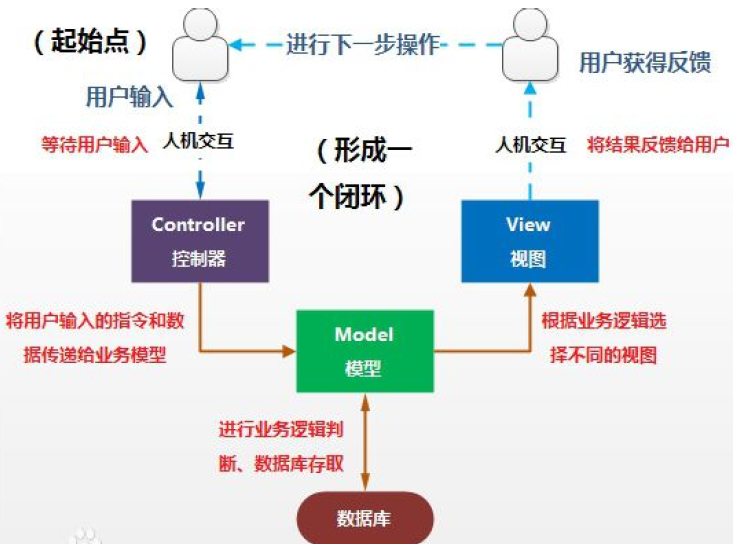 （起始点）
进行下一步操作
用户获得反馈
用户输入
等待用户输入
人机交互
（形成一
个闭环）
人机交互
将结果反馈给用户
Controller
控制器
View
视图
将用户输入的指令和数
据传递给业务模型
Model
模型
根据业务逻辑选
择不同的视图
进行业务逻辑判
断、数据库存取
数据库